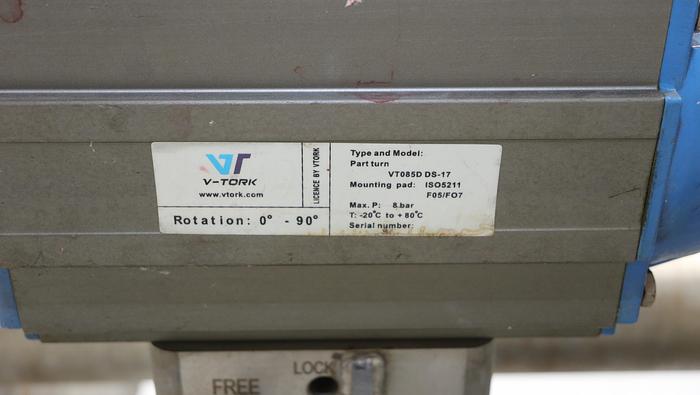 VT
V-TORK
www.vtork.com
LICENCE BY VTORK
Rotation: 0° - 90°
Type and Model:
Part turn
VT085D DS-17
Mounting pad: ISO5211
F05/FO7
Max. P: 8.bar
T: -20°C to + 80°C
Serial number:
LOCK
FREE